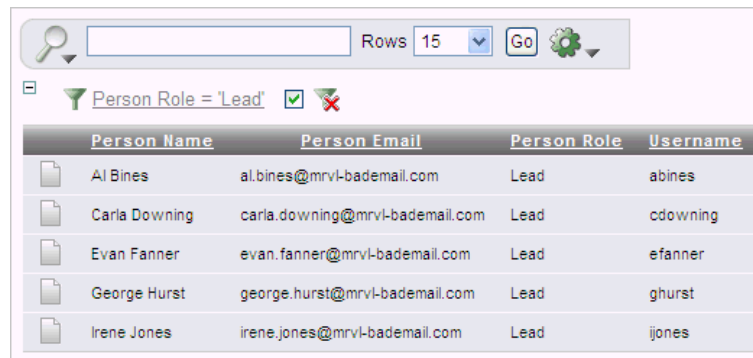 Rows 15 Go
Person Role = 'Lead'
Person Name Person Email Person Role Username
Al Bines al.bines@mrvl-bademail.com Lead abines
Carla Downing carla.downing@mrvl-bademail.com Lead cdowning
Evan Fanner evan.fanner@mrvl-bademail.com Lead efanner
George Hurst george.hurst@mrvl-bademail.com Lead ghurst
Irene Jones irene.jones@mrvl-bademail.com Lead ijones